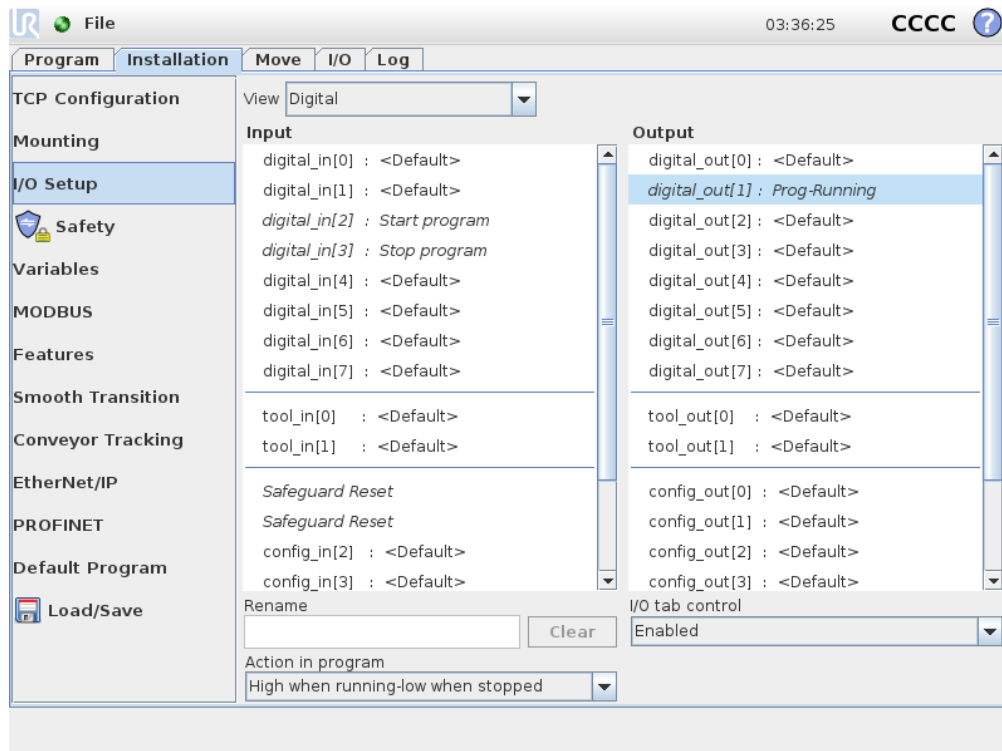 UR File 03:36:25 CCCC ?
Program Installation Move I/O Log
TCP Configuration
Mounting
I/O Setup
Safety
Variables
MODBUS
Features
Smooth Transition
Conveyor Tracking
EtherNet/IP
PROFINET
Default Program
Load/Save
View Digital
Input
digital_in[0] : <Default>
digital_in[1] : <Default>
digital_in[2] : Start program
digital_in[3] : Stop program
digital_in[4] : <Default>
digital_in[5] : <Default>
digital_in[6] : <Default>
digital_in[7] : <Default>
tool_in[0] : <Default>
tool_in[1] : <Default>
Safeguard Reset
Safeguard Reset
config_in[2] : <Default>
config_in[3] : <Default>
Output
digital_out[0] : <Default>
digital_out[1] : Prog-Running
digital_out[2] : <Default>
digital_out[3] : <Default>
digital_out[4] : <Default>
digital_out[5] : <Default>
digital_out[6] : <Default>
digital_out[7] : <Default>
tool_out[0] : <Default>
tool_out[1] : <Default>
config_out[0] : <Default>
config_out[1] : <Default>
config_out[2] : <Default>
config_out[3] : <Default>
Rename
Clear
Action in program
High when running-low when stopped
I/O tab control
Enabled